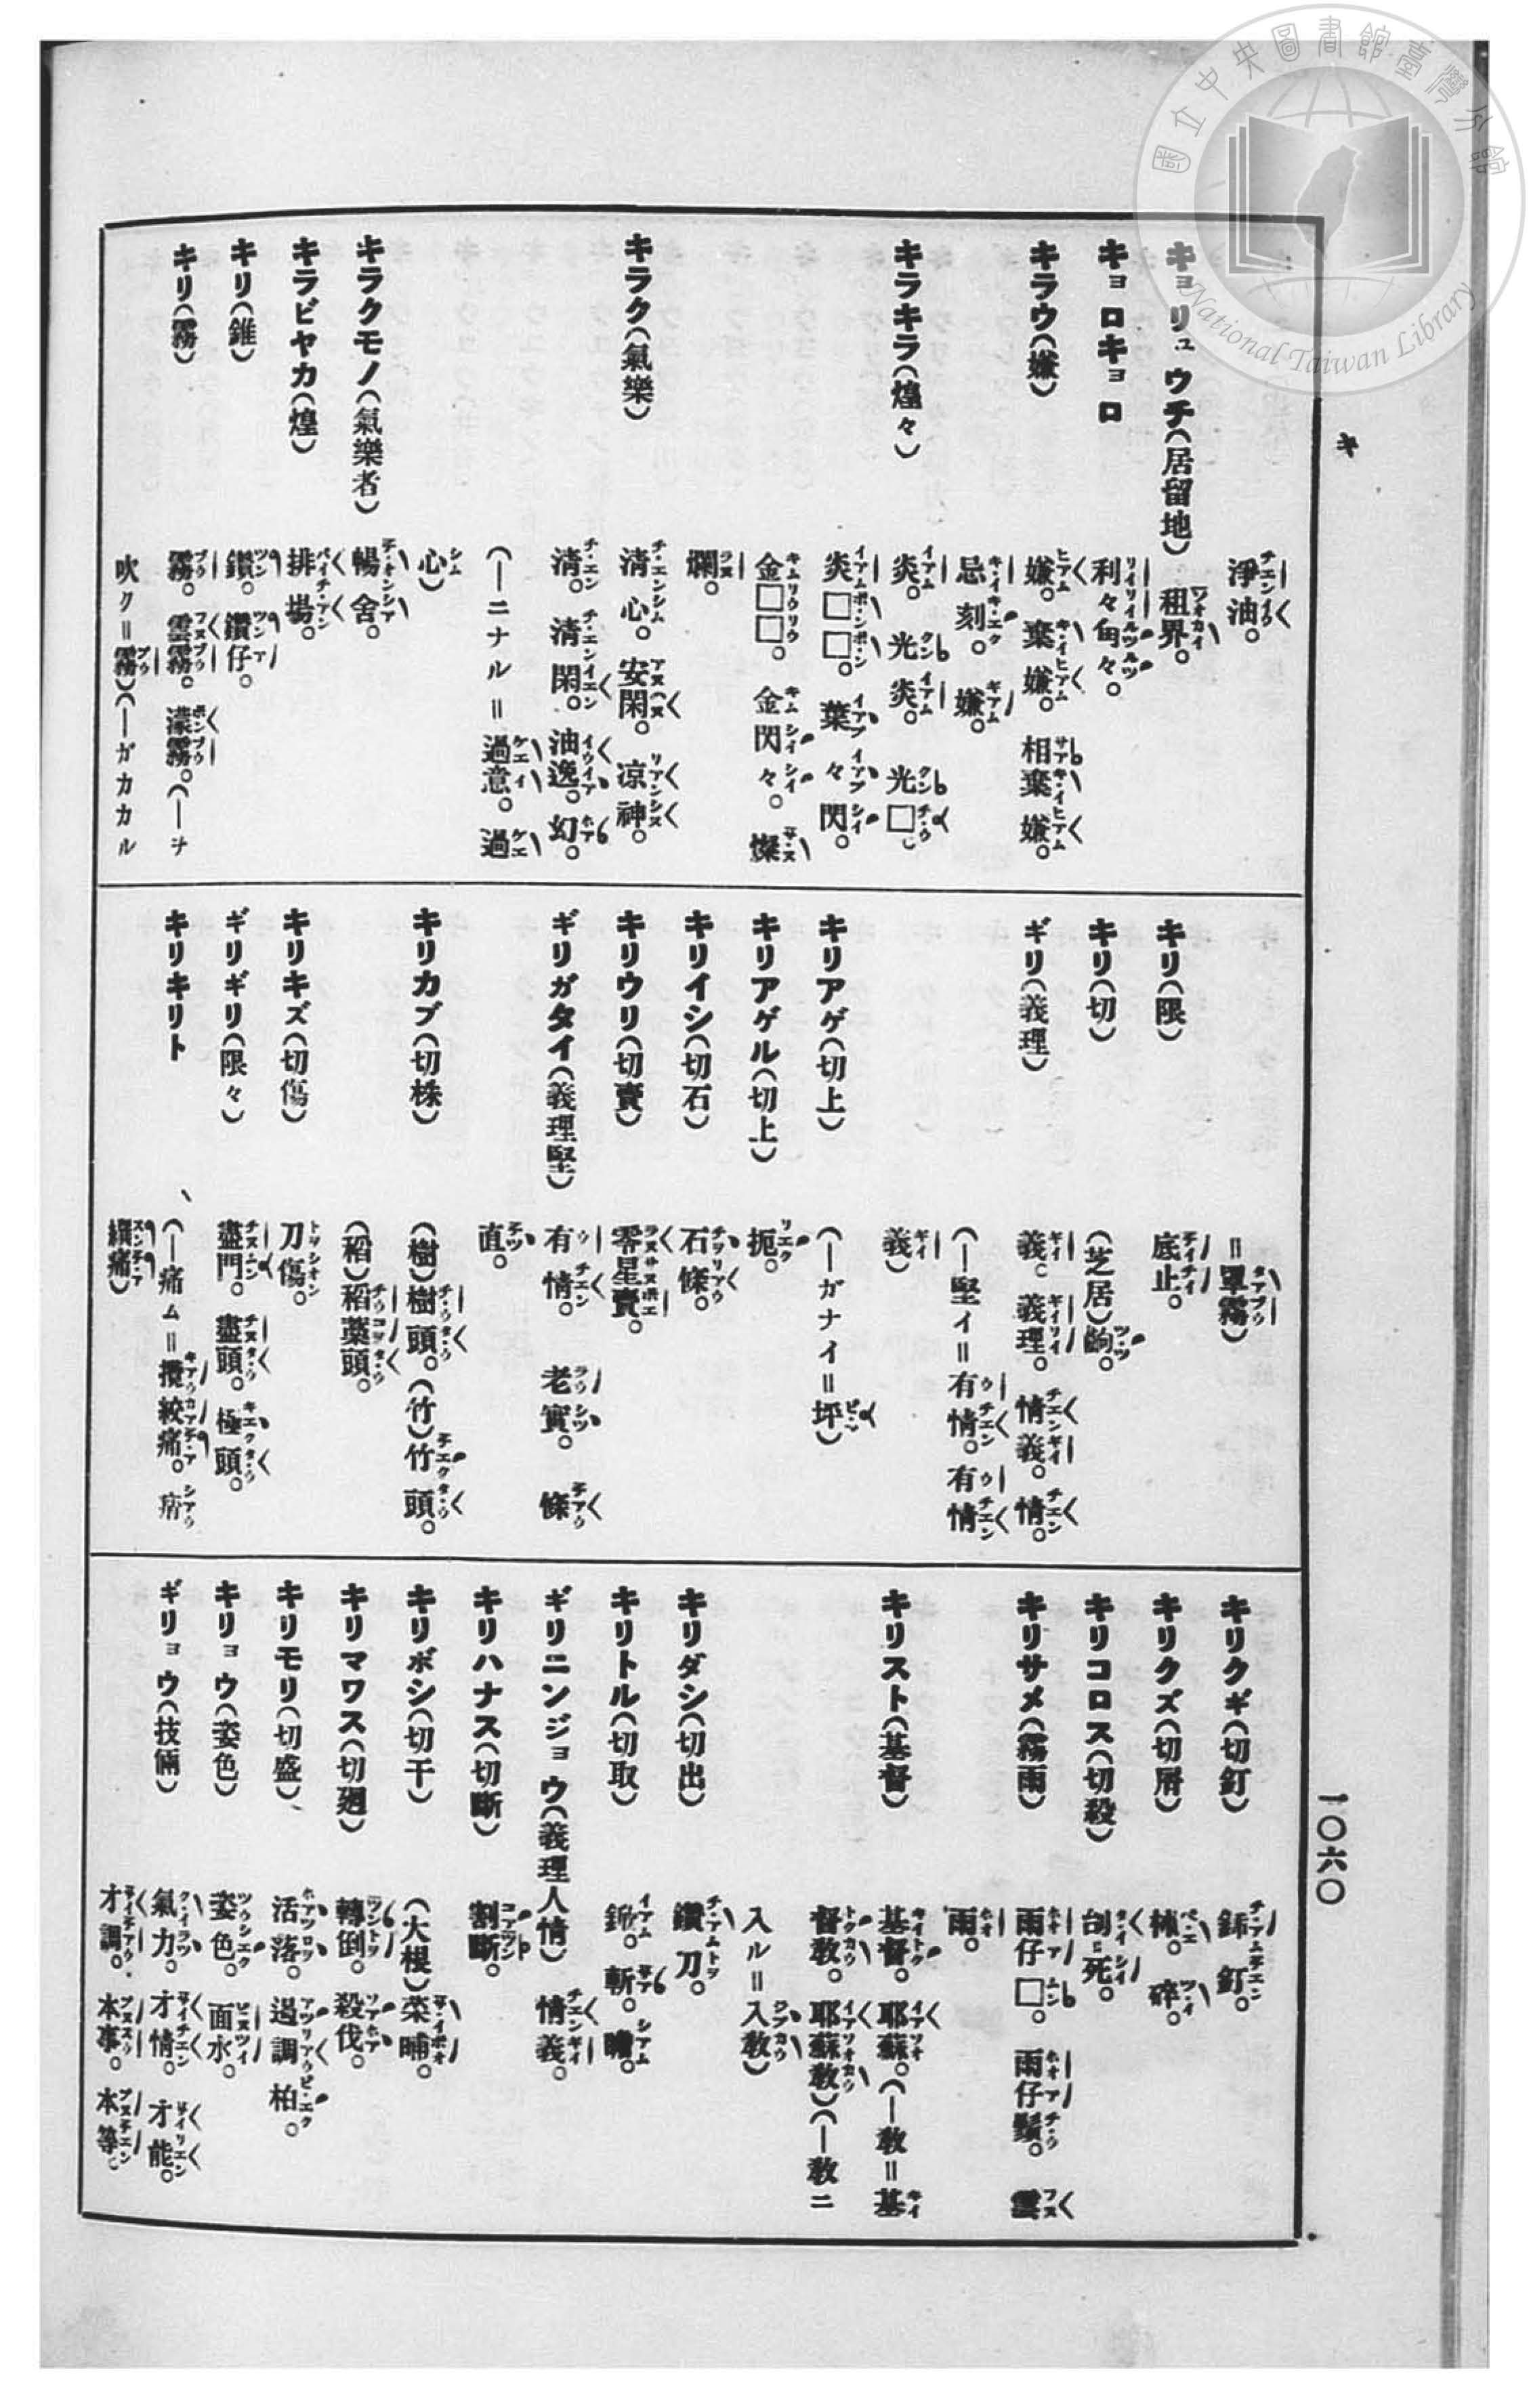 國立中央圖書館臺灣分館
National Taiwan Library
キ
一〇六〇
淨油。
キョリュウチ(居留地) 租界。
キョロキョロ 利々
キラウ(嫌) 嫌。棄嫌。相棄嫌。
忌刻。嫌。
キラキラ(煌々) 炎。光炎。光□。
炎□□。葉々閃。
金□□。金閃々。燦
爛。
キラク(氣樂) 清心。安閑。凉神。
清。清閑。油逸。幻。
(―ニナル=過意。過
心)
キラクモノ(氣樂者) 暢舍。
キラビヤカ(煌) 排場。
キリ(錐) 鑽。鑽仔。
キリ(霧) 霧。雲霧。濛霧。(―ヲ
吹ク=霧)(―ガカカル
=罩霧)
キリ(限) 底止。
キリ(切) (芝居)齣。
ギリ(義理) 義。義理。情義。情。
(―堅イ=有情。有情
義)
キリアゲ(切上) (―ガナイ=坪)
キリアゲル(切上) 扼。
キリイシ(切石) 石條。
キリウリ(切賣) 零星賣。
ギリガタイ(義理堅) 有情。老實。條
直。
キリカブ(切株) (樹)樹頭。(竹)竹頭。
(稻)稻藁頭。
キリキズ(切傷) 刀傷。
ギリギリ(限々) 盡門。盡頭。極頭。
キリキリト (―痛ム=攪絞痛。
痛)
キリクギ(切釘) 釘。
キリクズ(切屑) 碎。
キリコロス(切殺) 刣死。
キリサメ(霧雨) 雨仔□。雨仔鬚。雲
雨。
キリスト(基督) 基督。耶蘇。(―敎=基
督敎。耶蘇敎)(―敎ニ
入ル=入敎)
キリダシ(切出) 鑽刀。
キリトル(切取) 斬。
ギリニンジョウ(義理人情) 情義。
キリハナス(切斷) 割斷。
キリボシ(切干) (大根)菜晡。
キリマワス(切廻) 轉倒。殺伐。
キリモリ(切盛) 活落。過調柏。
キリョウ(姿色) 姿色。面水。
ギリョウ(技倆) 氣力。才情。才能。
才調。本事。本等。